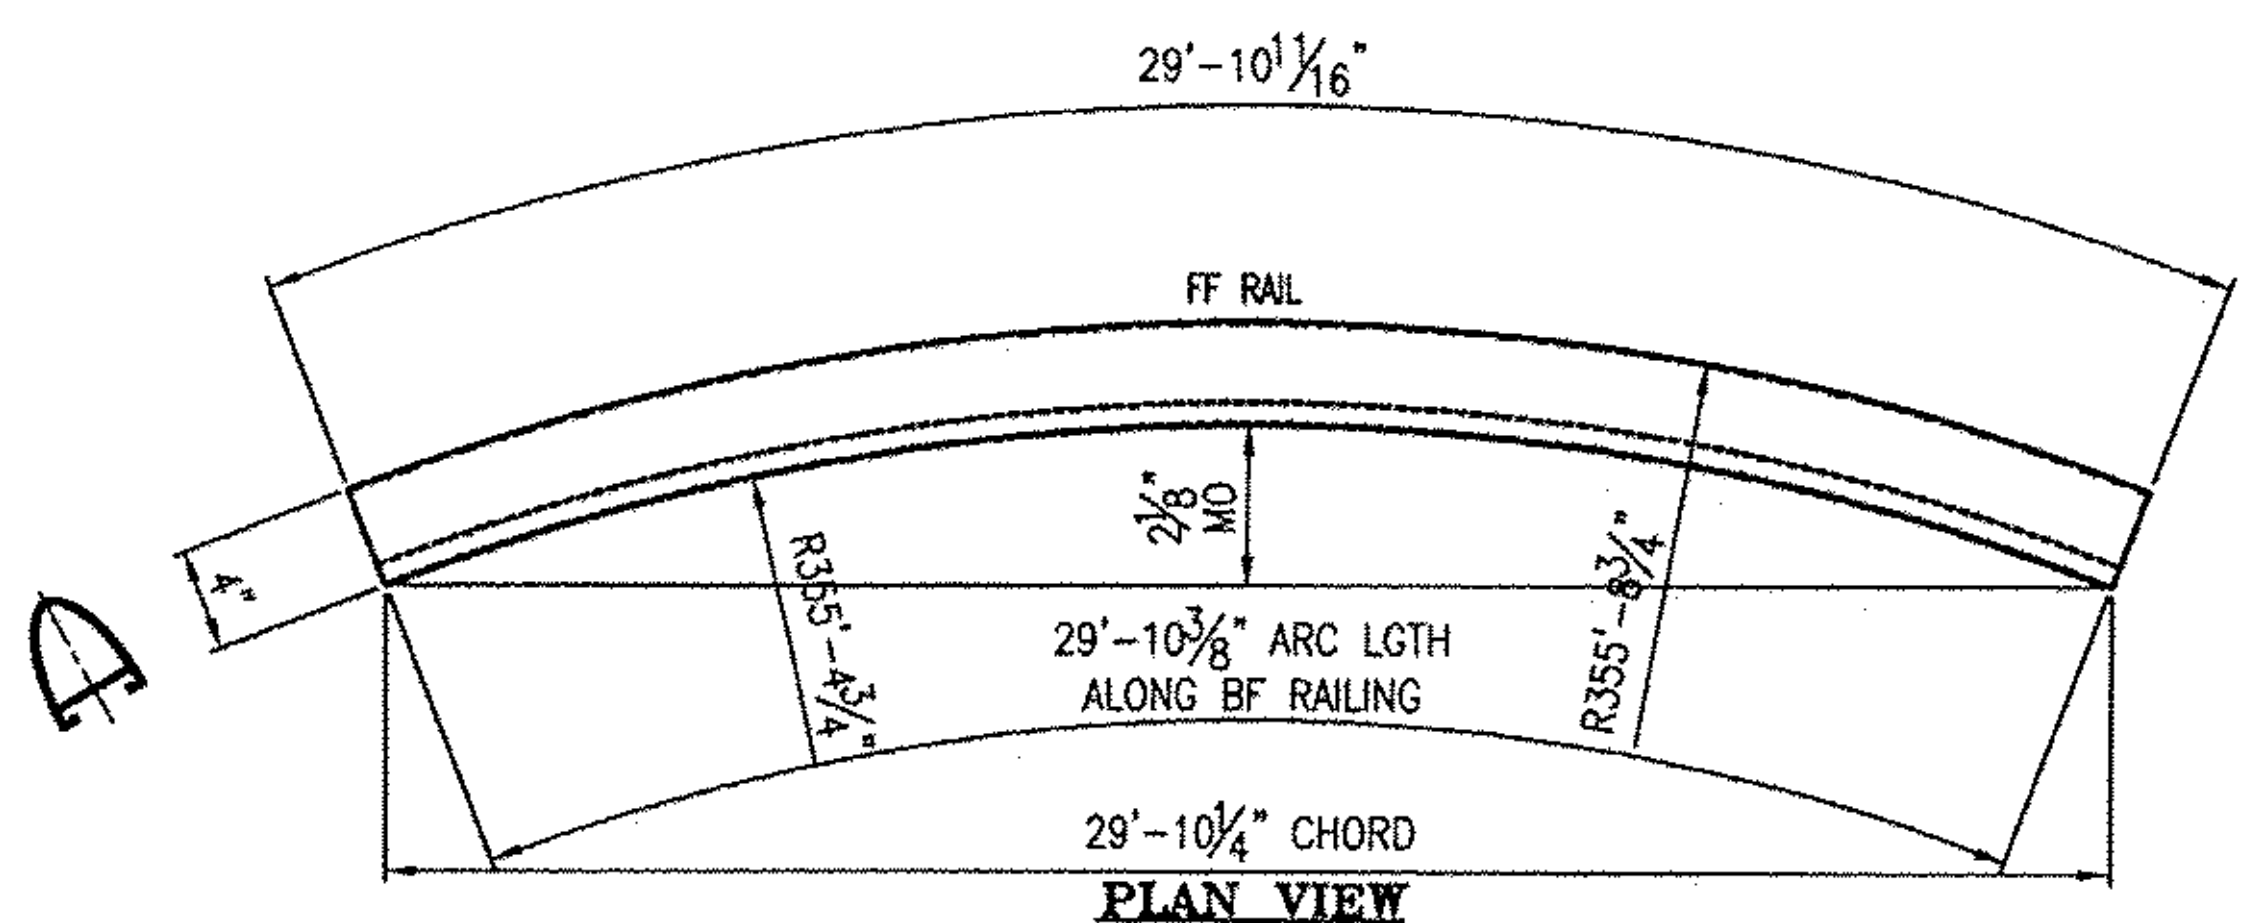 29'-10 11/16"
FF RAIL
4"
2 1/8"
MO
R355'-4 3/4"
R355'-8 3/4"
29'-10 3/8" ARC LGTH
ALONG BF RAILING
29'-10 1/4" CHORD
PLAN VIEW